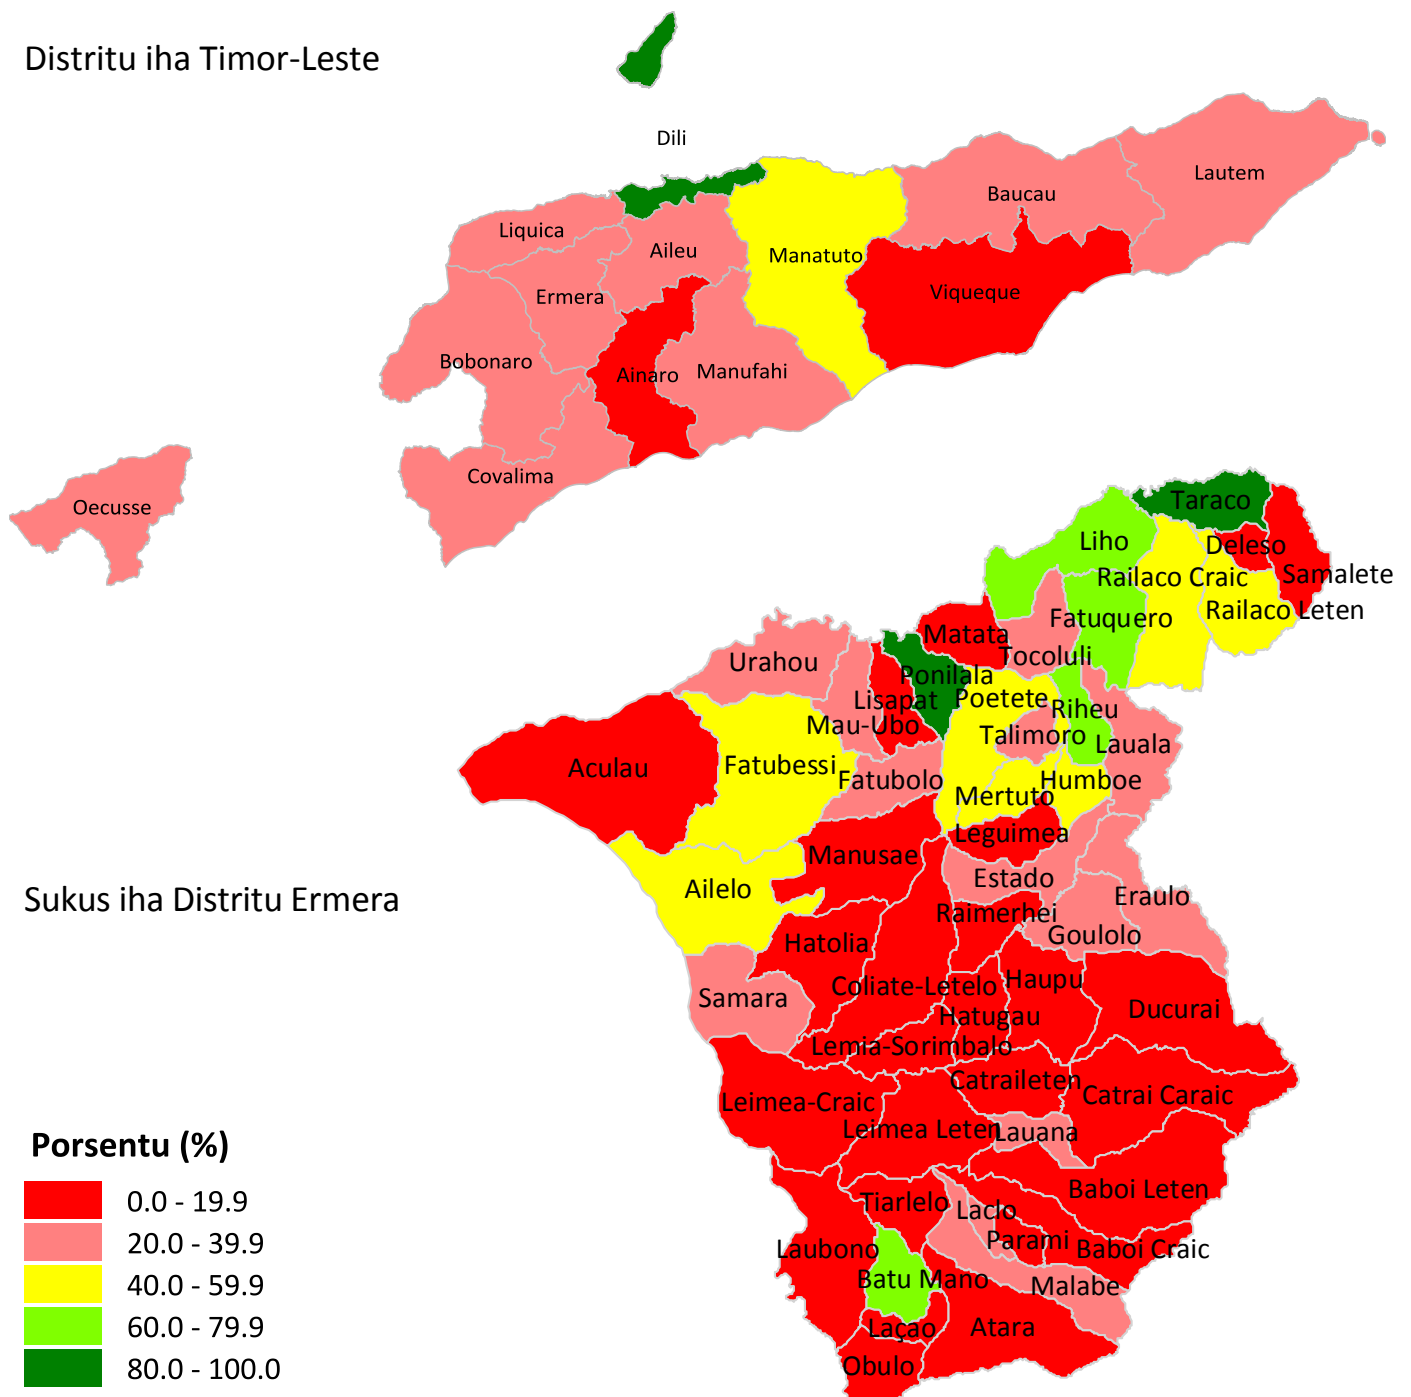 Distritu iha Timor-Leste
Dili
Lautem
Baucau
Liquica
Aileu
Manatuto
Viqueque
Ermera
Bobonaro
Ainaro
Manufahi
Covalima
Oecusse
Taraco
Liho
Deleso
Railaco Craic
Samalete
Railaco Leten
Fatuquero
Matata
Tocoluli
Urahou
Ponilala
Lisapat
Poetete
Riheu
Mau-Ubo
Talimoro
Lauala
Aculau
Fatubessi
Fatubolo
Humboe
Mertuto
Leguimea
Manusae
Estado
Ailelo
Eraulo
Sukus iha Distritu Ermera
Raimerhei
Goulolo
Hatolia
Haupu
Coliate-Letelo
Samara
Ducurai
Hatugau
Lemia-Sorimbalo
Catraileten
Catrai Caraic
Leimea-Craic
Leimea Leten
Lauana
Baboi Leten
Tiarlelo
Laclo
Parami
Laubono
Baboi Craic
Batu Mano
Malabe
Laçao
Atara
Obulo
Porsentu (%)
0.0 - 19.9
20.0 - 39.9
40.0 - 59.9
60.0 - 79.9
80.0 - 100.0